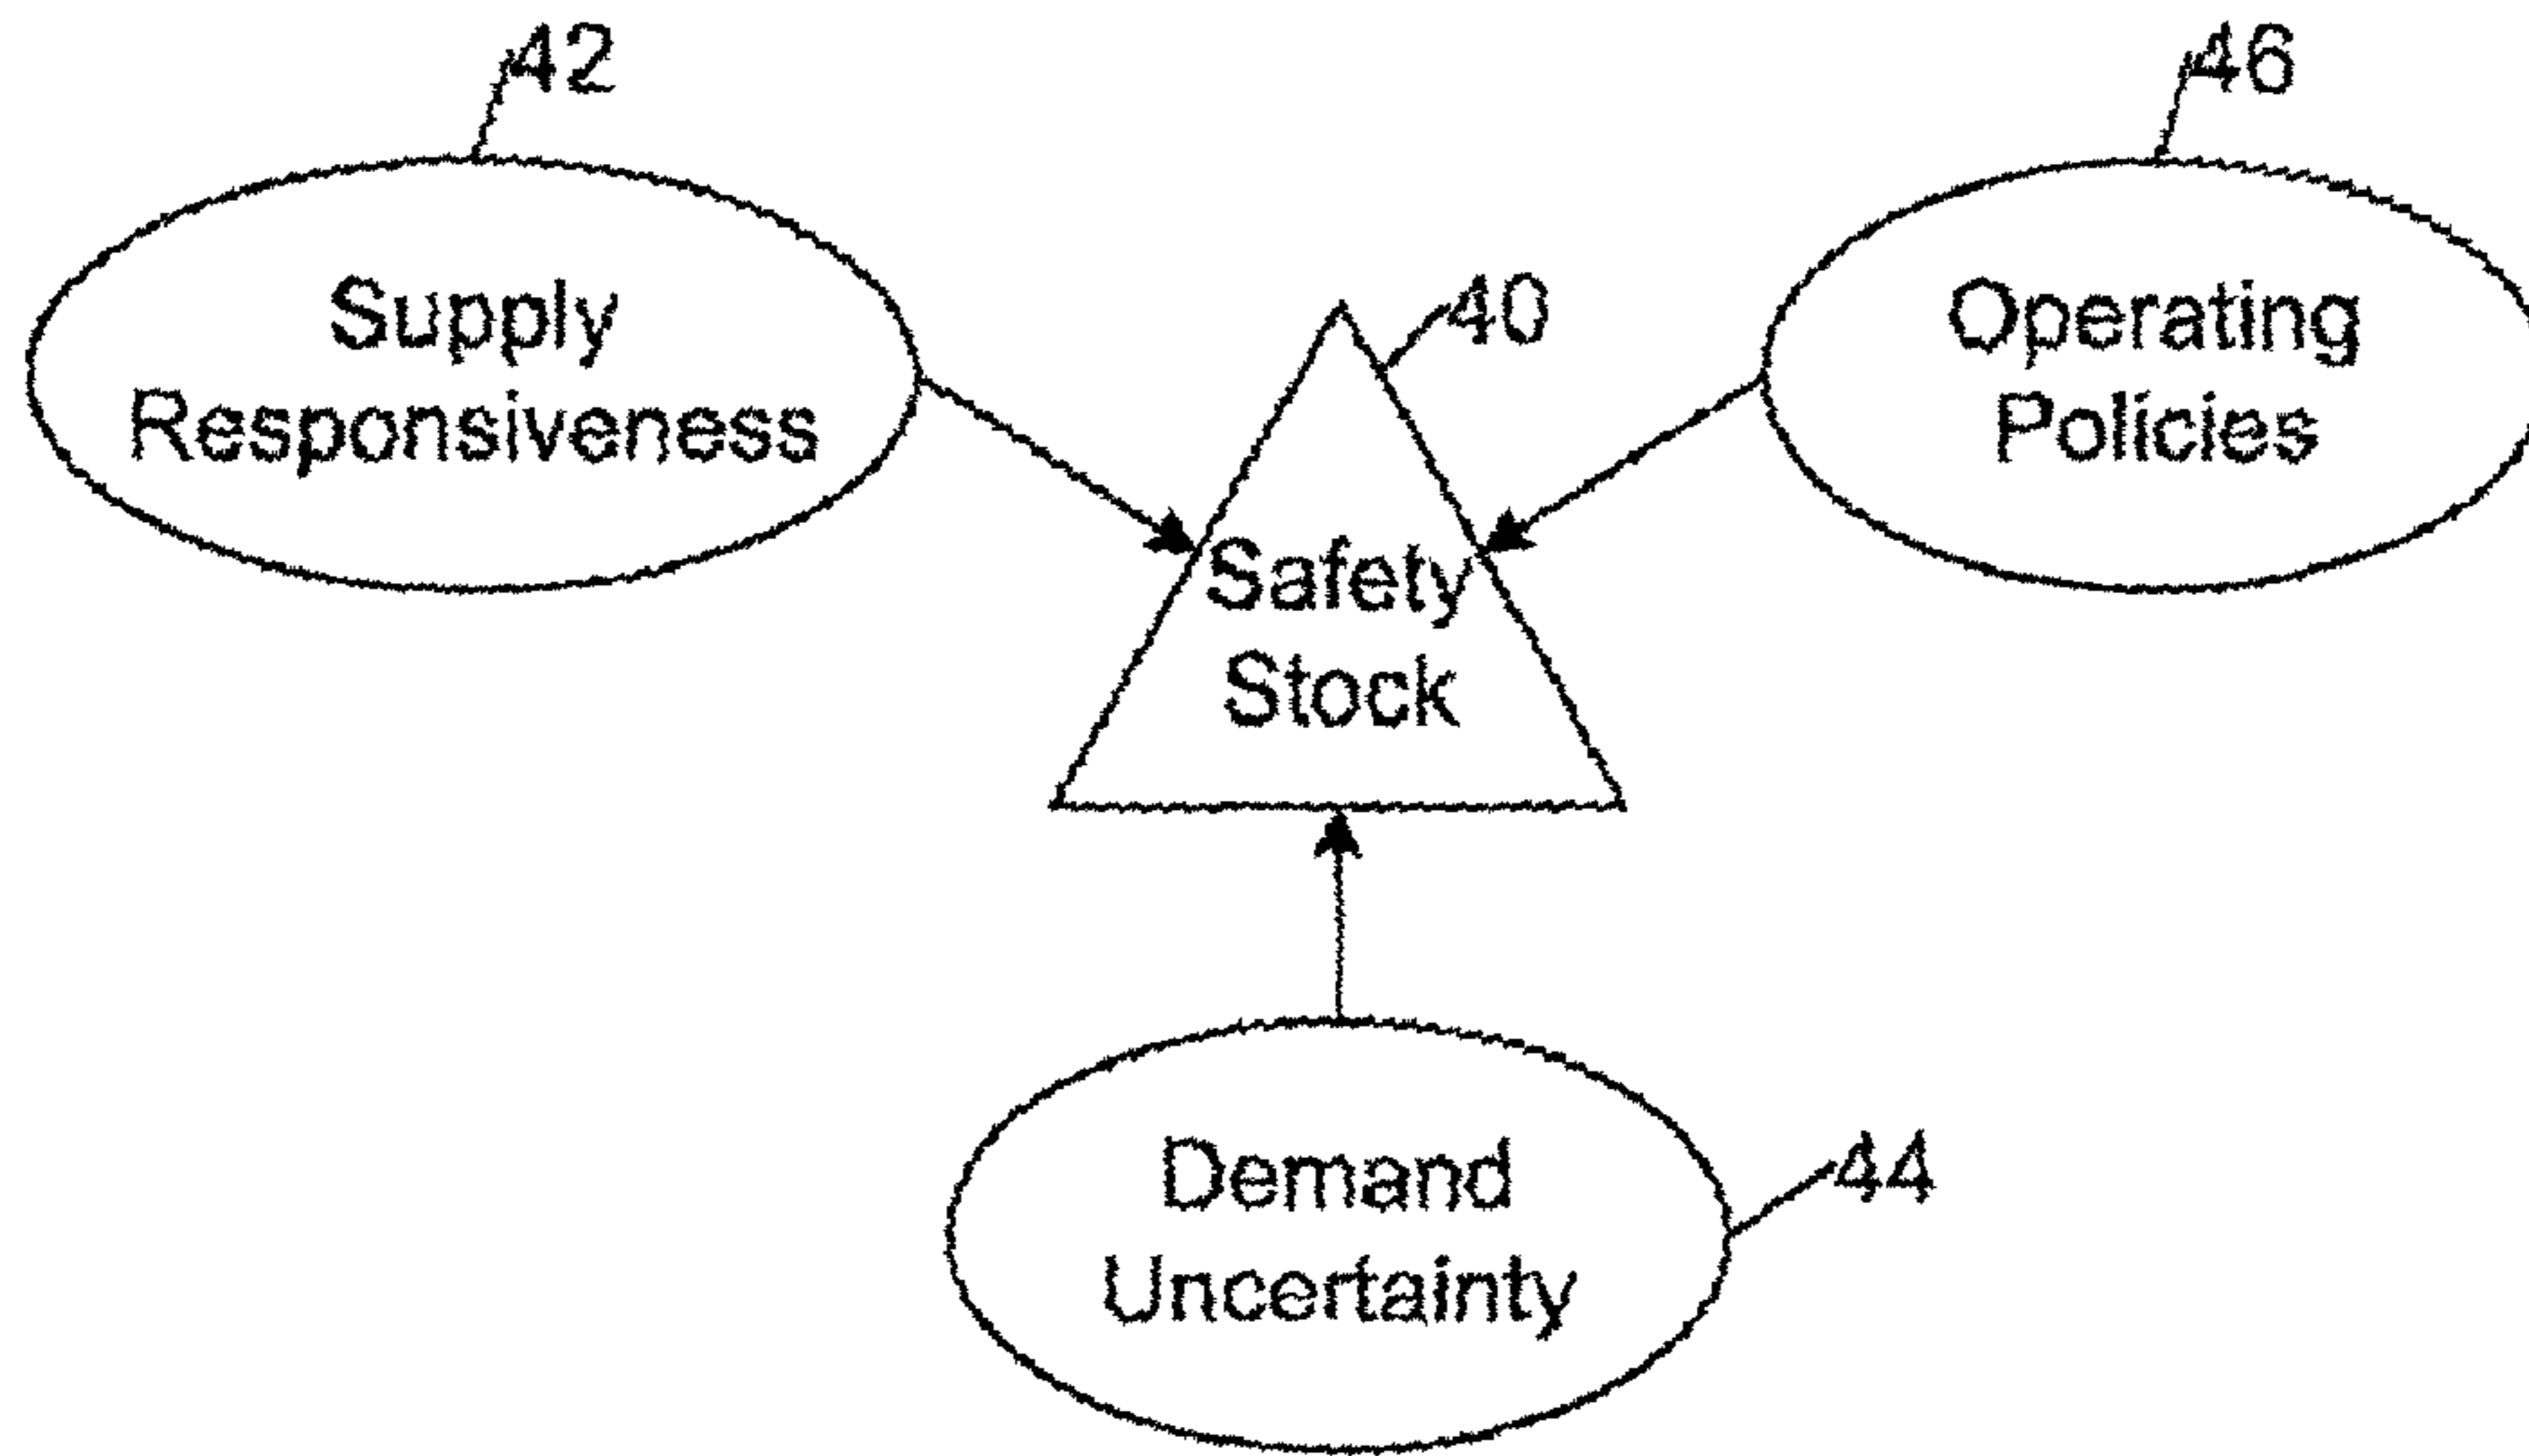 42
46
Supply
Responsiveness
40
Operating
Policies
Safety
Stock
Demand
Uncertainty
44